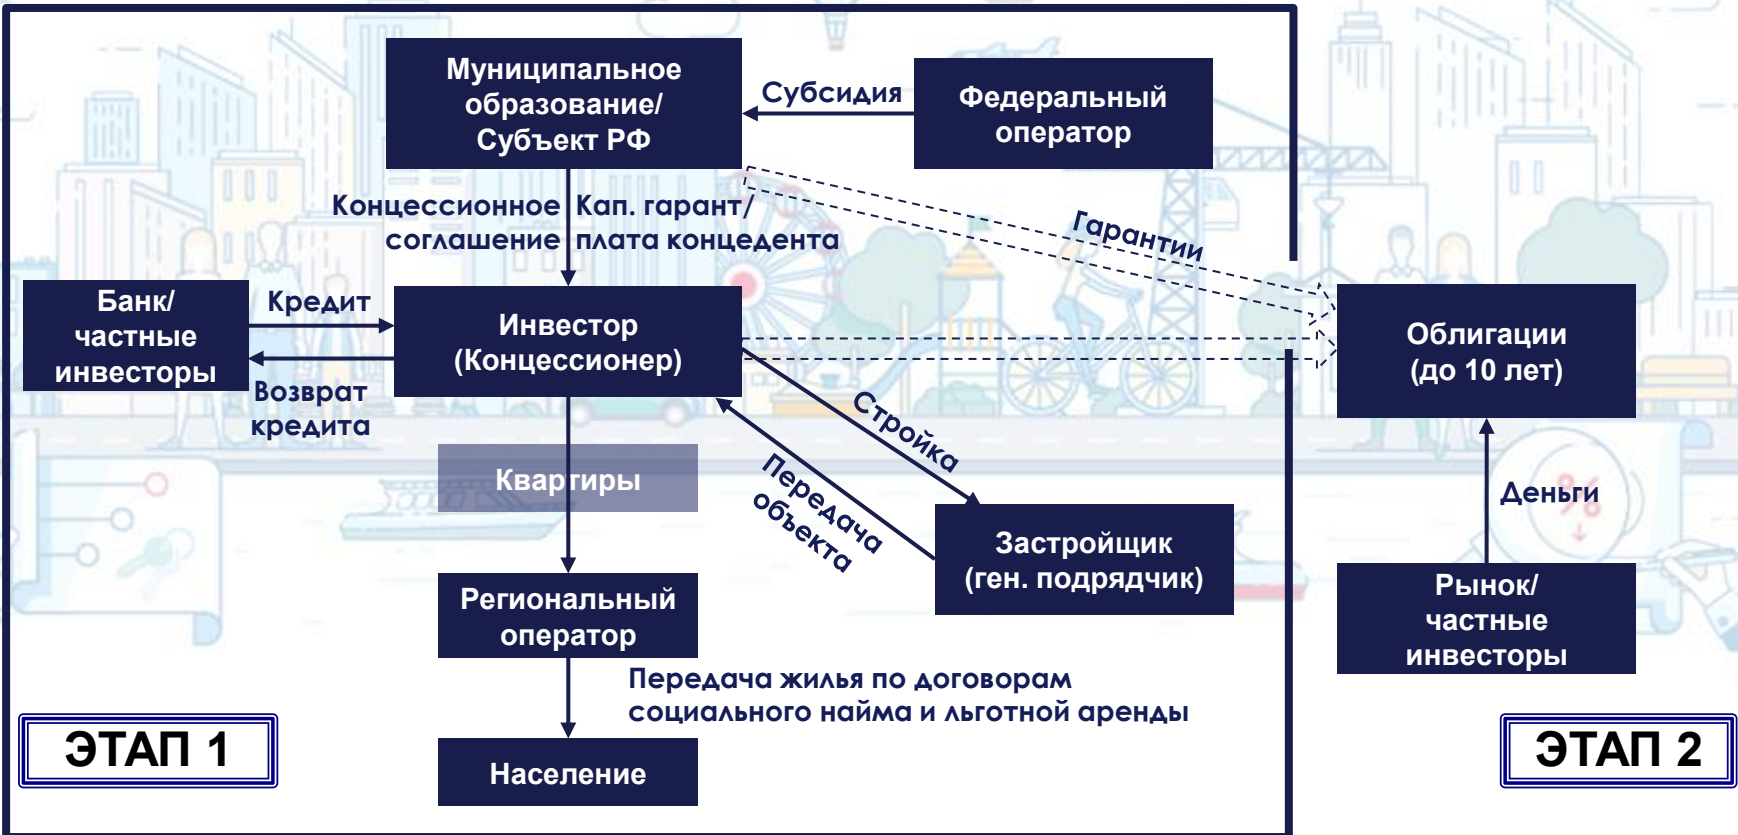 Муниципальное
образование/
Субъект РФ
Субсидия
Федеральный
оператор
Концессионное
соглашение
Кап. гарант/
плата концедента
Гарантии
Банк/
частные
инвесторы
Кредит
Возврат
кредита
Инвестор
(Концессионер)
Облигации
(до 10 лет)
Стройка
Передача
объекта
Квартиры
%
Деньги
Застройщик
(ген. подрядчик)
Региональный
оператор
Рынок/
частные
инвесторы
Передача жилья по договорам
социального найма и льготной аренды
ЭТАП 1
Население
ЭТАП 2